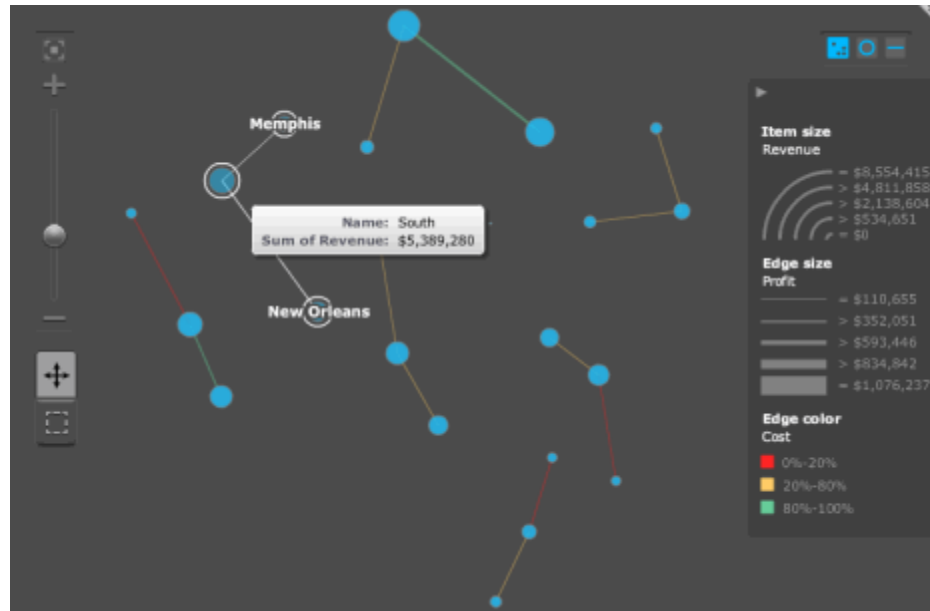 Memphis
Name: South
Sum of Revenue: $5,389,280
New Orleans
Item size
Revenue
= $8,554,415
> $4,811,858
> $2,138,604
> $534,651
= $0
Edge size
Profit
= $110,655
> $352,051
> $593,446
> $834,842
= $1,076,237
Edge color
Cost
0%-20%
20%-80%
80%-100%